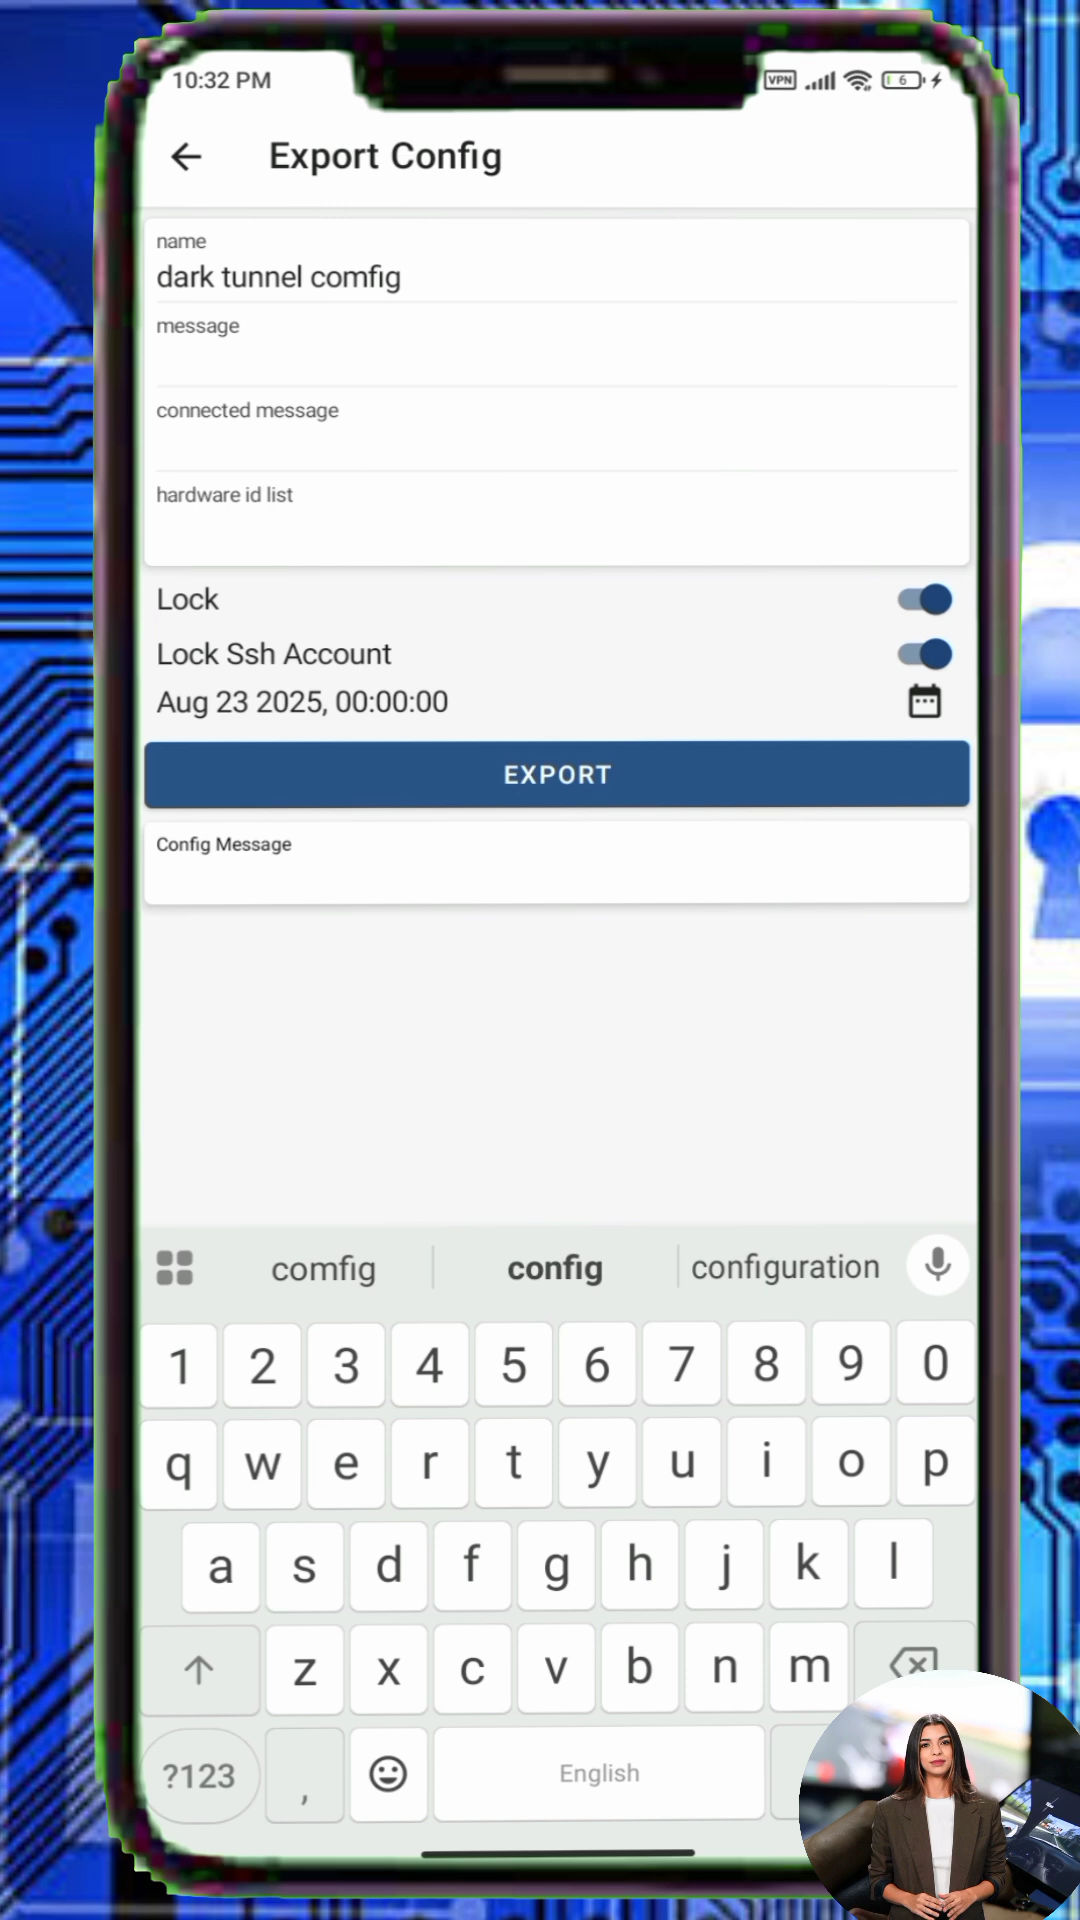 10:32 PM
VPN
6
Export Config
name
dark tunnel comfig
message
connected message
hardware id list
Lock
Lock Ssh Account
Aug 23 2025, 00:00:00
EXPORT
Config Message
comfig config configuration
1 2 3 4 5 6 7 8 9 0
q w e r t y u i o p
a s d f g h j k l
z x c v b n m
?123 , English